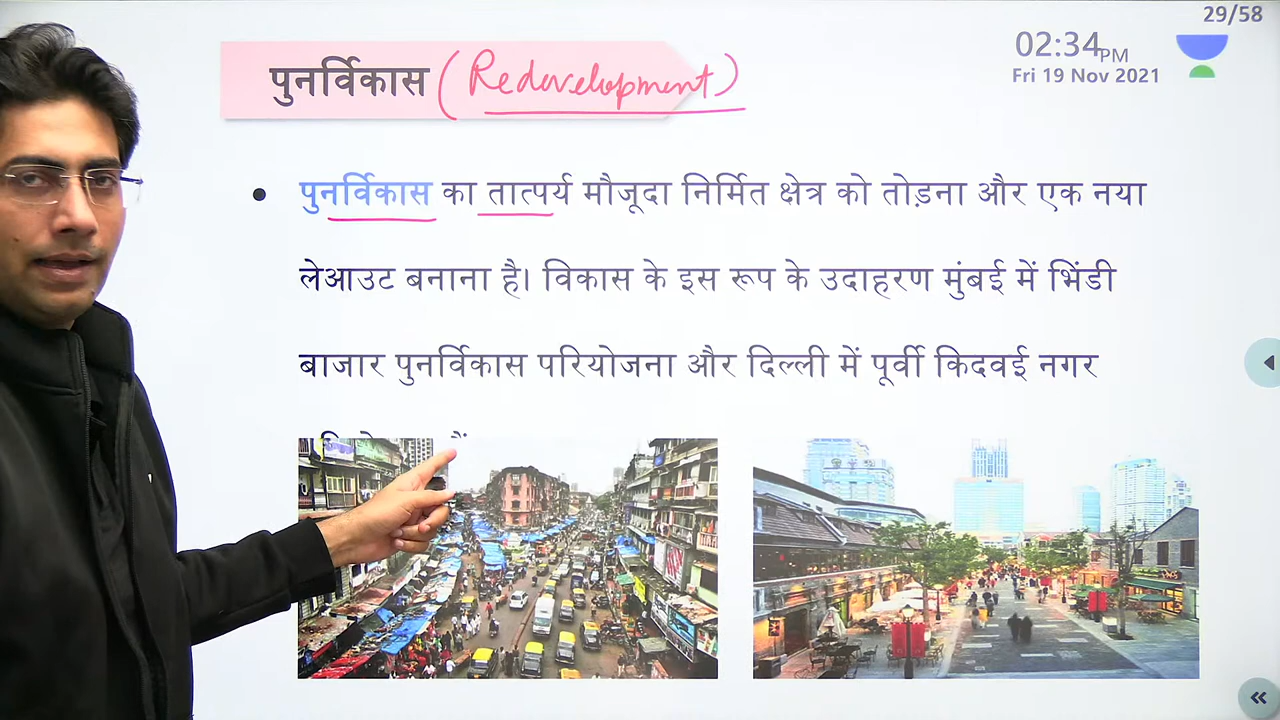 29/58
02:34PM
Fri 19 Nov 2021
पुनर्विकास (Redevelopment)
• पुनर्विकास का तात्पर्य मौजूदा निर्मित क्षेत्र को तोड़ना और एक नया
लेआउट बनाना है। विकास के इस रूप के उदाहरण मुंबई में भिंडी
बाजार पुनर्विकास परियोजना और दिल्ली में पूर्वी किदवई नगर